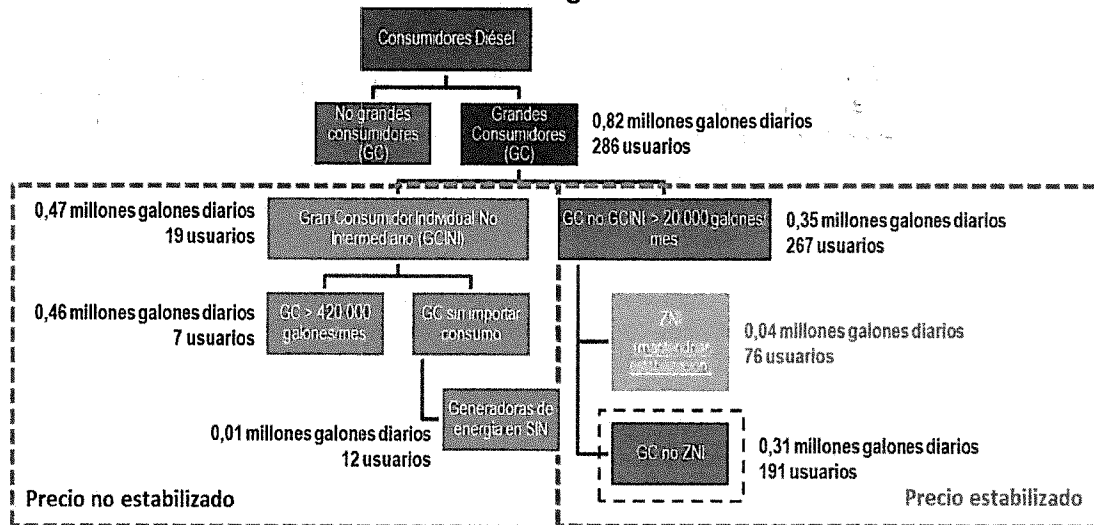 Consumidores Diésel
No grandes
consumidores
(GC)
Grandes
Consumidores
(GC)
0,82 millones galones diarios
286 usuarios
0,47 millones galones diarios
19 usuarios
Gran Consumidor Individual No
Intermediario (GCINI)
GC no GCINI > 20.000 galones/
mes
0,35 millones galones diarios
267 usuarios
0,46 millones galones diarios
7 usuarios
GC > 420.000
galones/mes
GC sin importar
consumo
ZNI
0,04 millones galones diarios
76 usuarios
Generadoras de
energía en SIN
0,01 millones galones diarios
12 usuarios
GC no ZNI
0,31 millones galones diarios
191 usuarios
Precio no estabilizado
Precio estabilizado